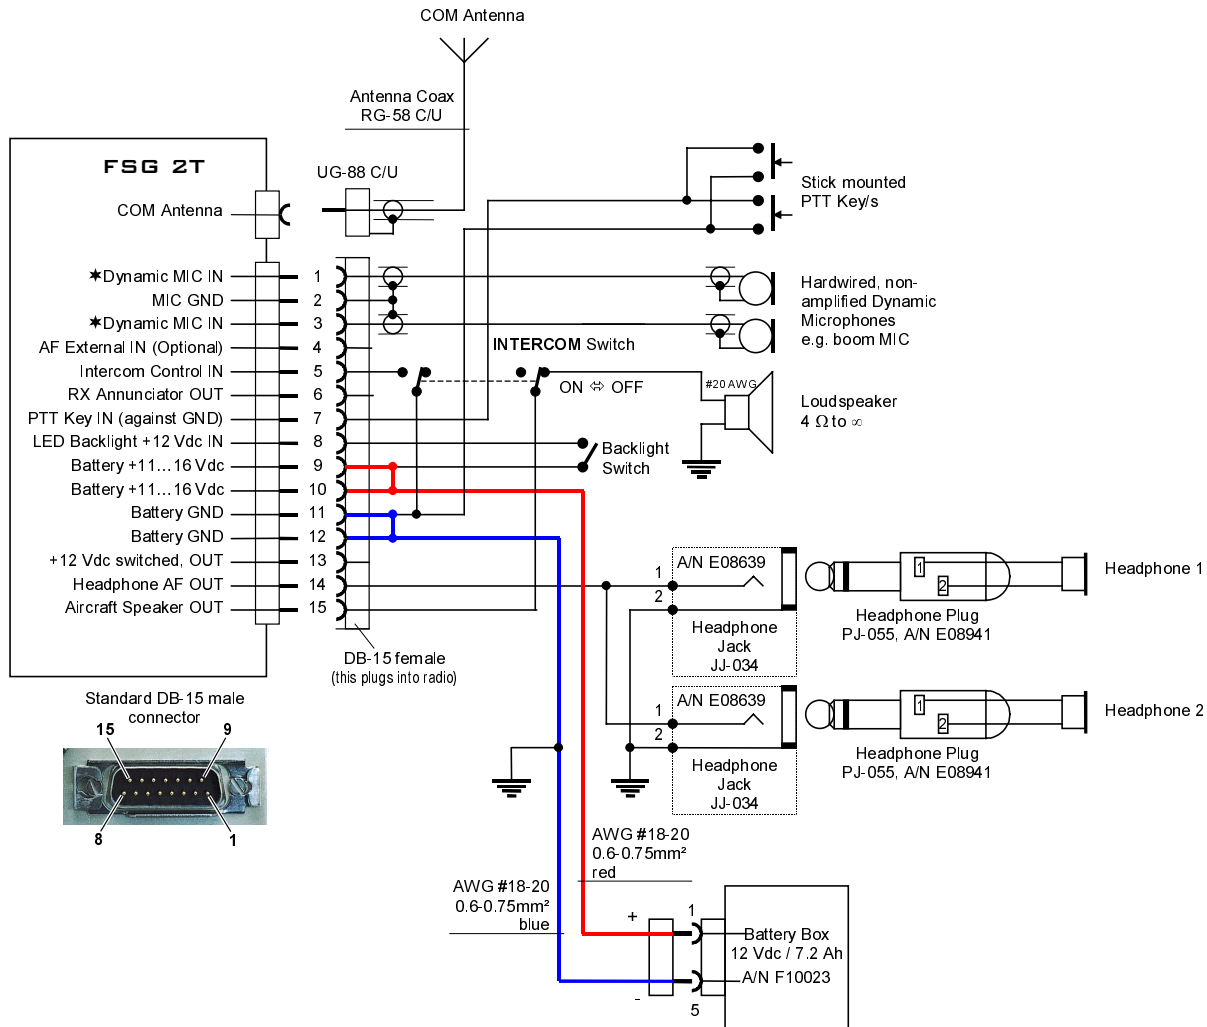 COM Antenna
Antenna Coax
RG-58 C/U
FSG 2T
UG-88 C/U
COM Antenna
Stick mounted
PTT Key/s
✶Dynamic MIC IN 1
MIC GND 2
✶Dynamic MIC IN 3
AF External IN (Optional) 4
Intercom Control IN 5
RX Annunciator OUT 6
PTT Key IN (against GND) 7
LED Backlight +12 Vdc IN 8
Battery +11...16 Vdc 9
Battery +11...16 Vdc 10
Battery GND 11
Battery GND 12
+12 Vdc switched, OUT 13
Headphone AF OUT 14
Aircraft Speaker OUT 15
Hardwired, non-
amplified Dynamic
Microphones
e.g. boom MIC
INTERCOM Switch
ON ⇔ OFF
#20 AWG
Loudspeaker
4 Ω to ∞
Backlight
Switch
DB-15 female
(this plugs into radio)
1
2
A/N E08639
Headphone
Jack
JJ-034
1
2
Headphone 1
Headphone Plug
PJ-055, A/N E08941
1
2
A/N E08639
Headphone
Jack
JJ-034
1
2
Headphone 2
Headphone Plug
PJ-055, A/N E08941
Standard DB-15 male
connector
15
9
8
1
AWG #18-20
0.6-0.75mm²
red
AWG #18-20
0.6-0.75mm²
blue
+
1
-
5
Battery Box
12 Vdc / 7.2 Ah
A/N F10023